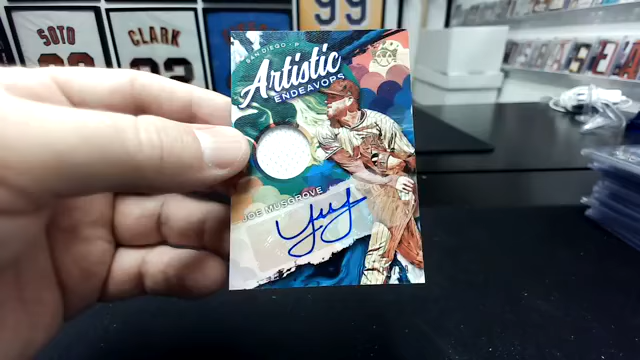 SOTO
CLARK
99
SAN DIEGO - P
Artistic
ENDEAVORS
JOE MUSGROVE